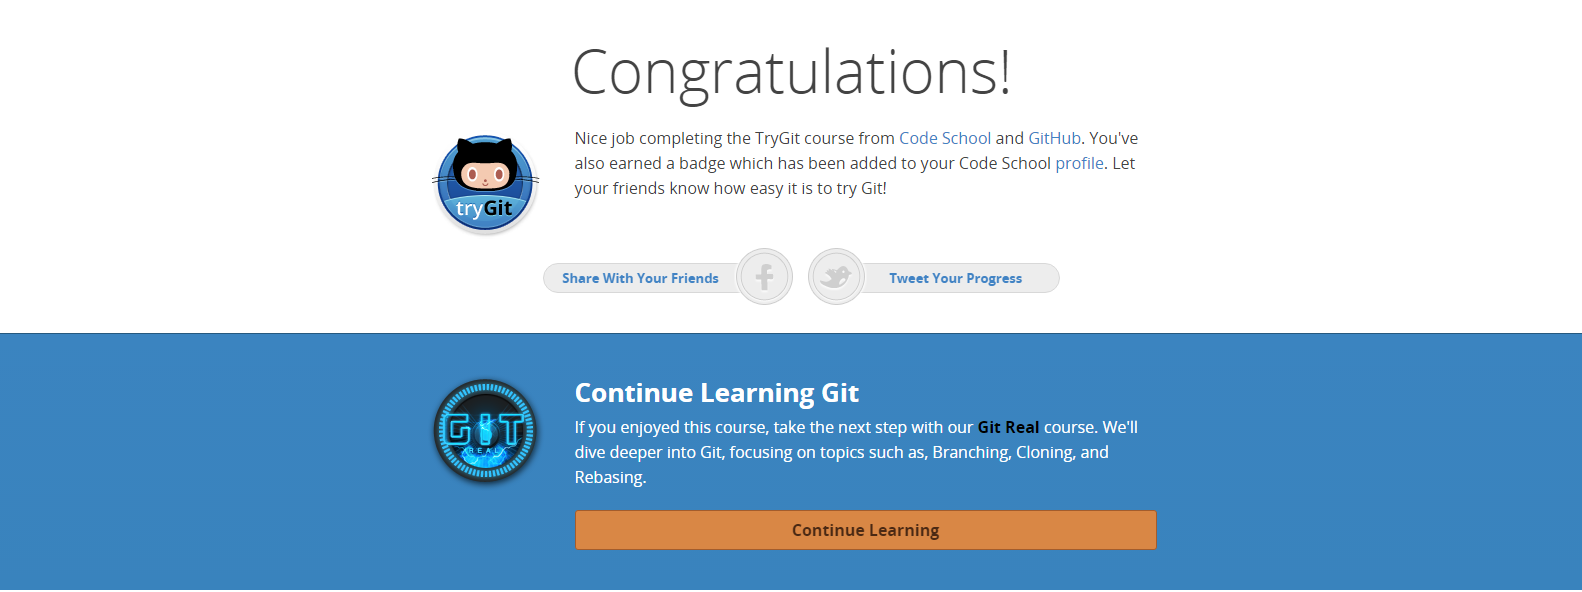 Congratulations!
Nice job completing the TryGit course from Code School and GitHub. You've
also earned a badge which has been added to your Code School profile. Let
your friends know how easy it is to try Git!
tryGit
Share With Your Friends
Tweet Your Progress
Continue Learning Git
If you enjoyed this course, take the next step with our Git Real course. We'll
dive deeper into Git, focusing on topics such as, Branching, Cloning, and
Rebasing.
GIT
REAL
Continue Learning